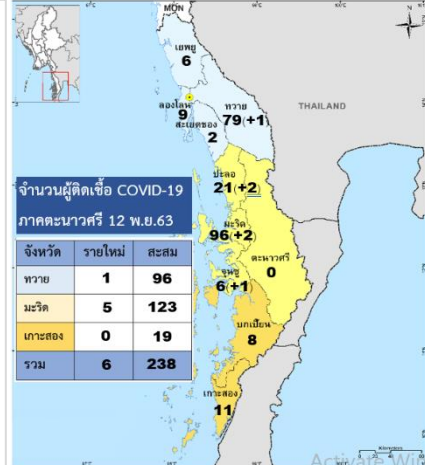 MON
เยพยู
6
ลองโลน
9
ทวาย
79(+1)
สะเยดชอง
2
THAILAND
ปะลอ
21(+2)
มะริด
96(+2)
ตะนาวศรี
0
จุนซู
6(+1)
บกเปี้ยน
8
เกาะสอง
11
จำนวนผู้ติดเชื้อ COVID-19
ภาคตะนาวศรี 12 พ.ย.63
จังหวัด รายใหม่ สะสม
ทวาย 1 96
มะริด 5 123
เกาะสอง 0 19
รวม 6 238
Kilometers
Activate Win